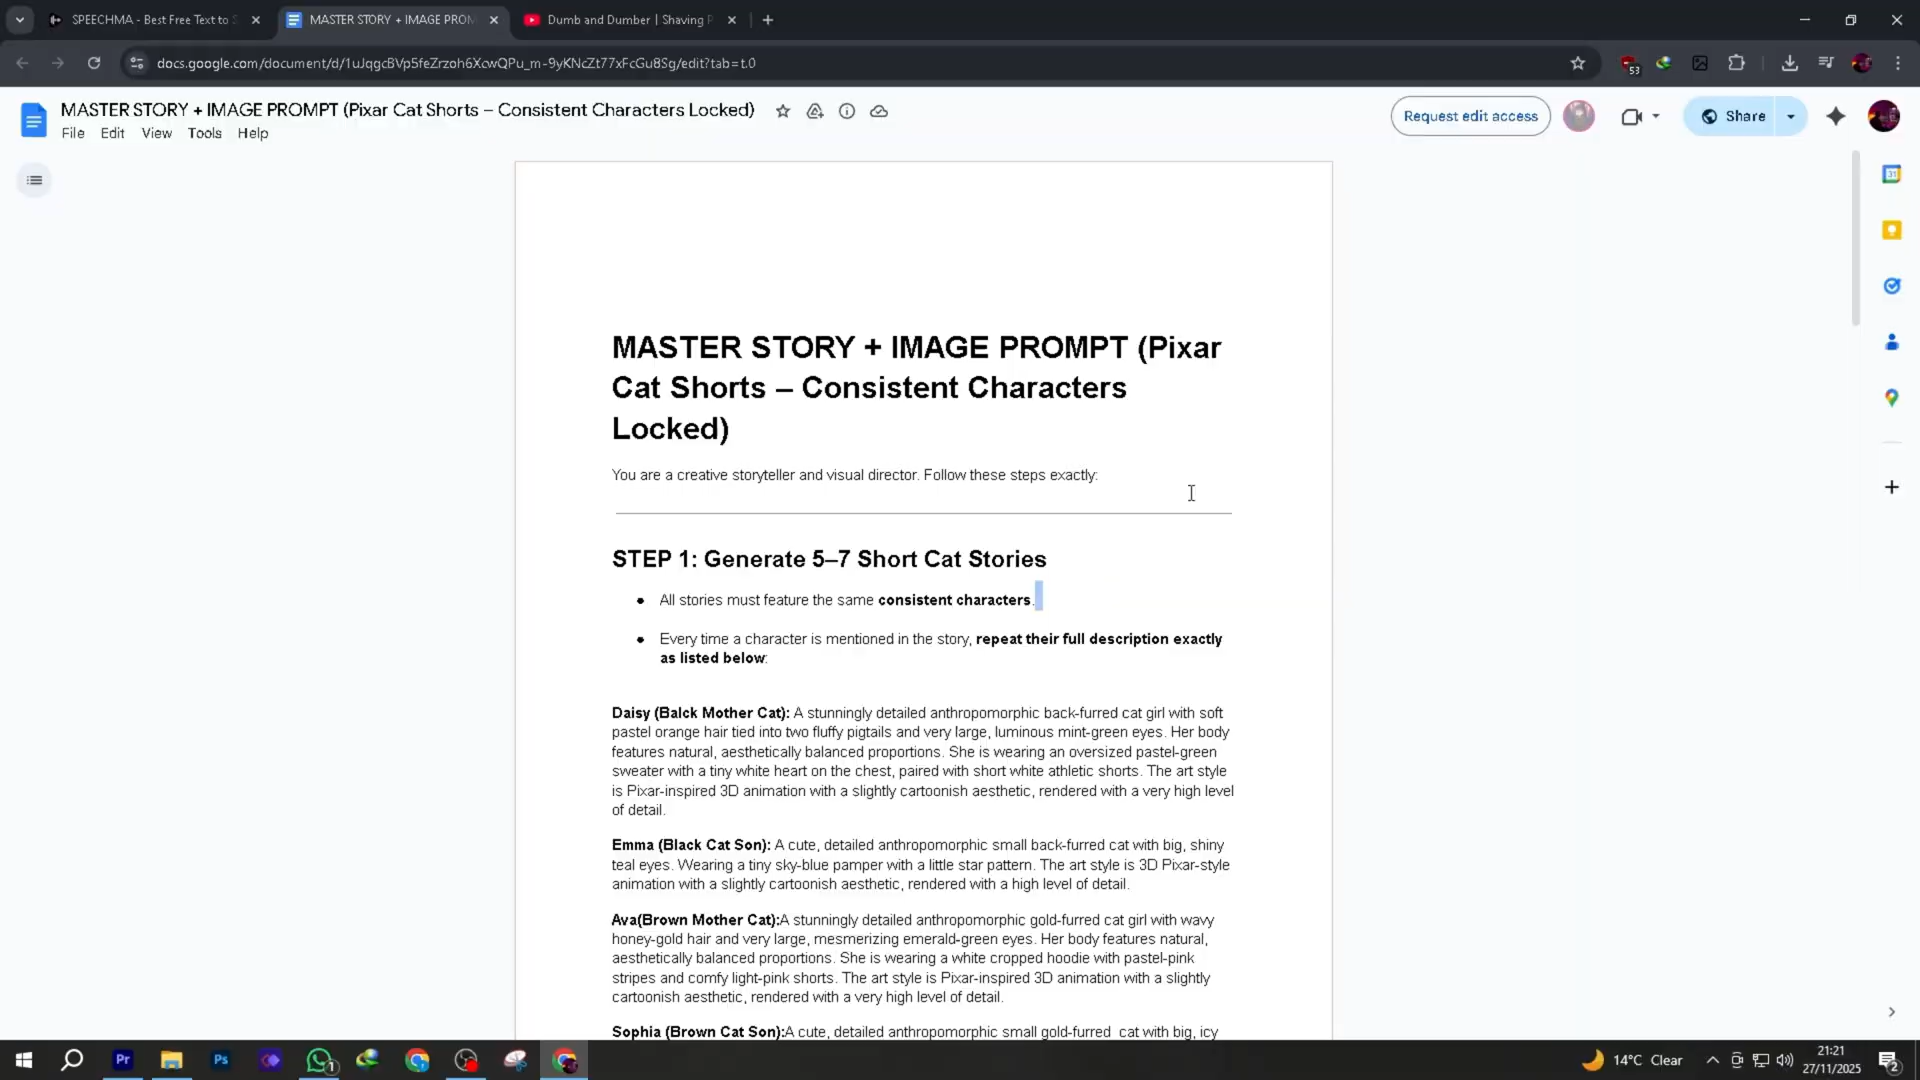 SPEECHMA - Best Free Text to S
MASTER STORY + IMAGE PROM
Dumb and Dumber | Shaving P
docs.google.com/document/d/1uJqgcBVp5feZrzoh6XcwQPu_m-9yKNcZt77xFcGu8Sg/edit?tab=t.0
53
MASTER STORY + IMAGE PROMPT (Pixar Cat Shorts – Consistent Characters Locked)
File Edit View Tools Help
Request edit access
Share
31
MASTER STORY + IMAGE PROMPT (Pixar
Cat Shorts – Consistent Characters
Locked)
You are a creative storyteller and visual director. Follow these steps exactly:
STEP 1: Generate 5–7 Short Cat Stories
● All stories must feature the same consistent characters.
● Every time a character is mentioned in the story, repeat their full description exactly
as listed below:
Daisy (Balck Mother Cat): A stunningly detailed anthropomorphic back-furred cat girl with soft
pastel orange hair tied into two fluffy pigtails and very large, luminous mint-green eyes. Her body
features natural, aesthetically balanced proportions. She is wearing an oversized pastel-green
sweater with a tiny white heart on the chest, paired with short white athletic shorts. The art style
is Pixar-inspired 3D animation with a slightly cartoonish aesthetic, rendered with a very high level
of detail.
Emma (Black Cat Son): A cute, detailed anthropomorphic small back-furred cat with big, shiny
teal eyes. Wearing a tiny sky-blue pamper with a little star pattern. The art style is 3D Pixar-style
animation with a slightly cartoonish aesthetic, rendered with a high level of detail.
Ava(Brown Mother Cat):A stunningly detailed anthropomorphic gold-furred cat girl with wavy
honey-gold hair and very large, mesmerizing emerald-green eyes. Her body features natural,
aesthetically balanced proportions. She is wearing a white cropped hoodie with pastel-pink
stripes and comfy light-pink shorts. The art style is Pixar-inspired 3D animation with a slightly
cartoonish aesthetic, rendered with a very high level of detail.
Sophia (Brown Cat Son):A cute, detailed anthropomorphic small gold-furred cat with big, icy
Pr
Ps
1
14°C Clear
21:21
27/11/2025
2